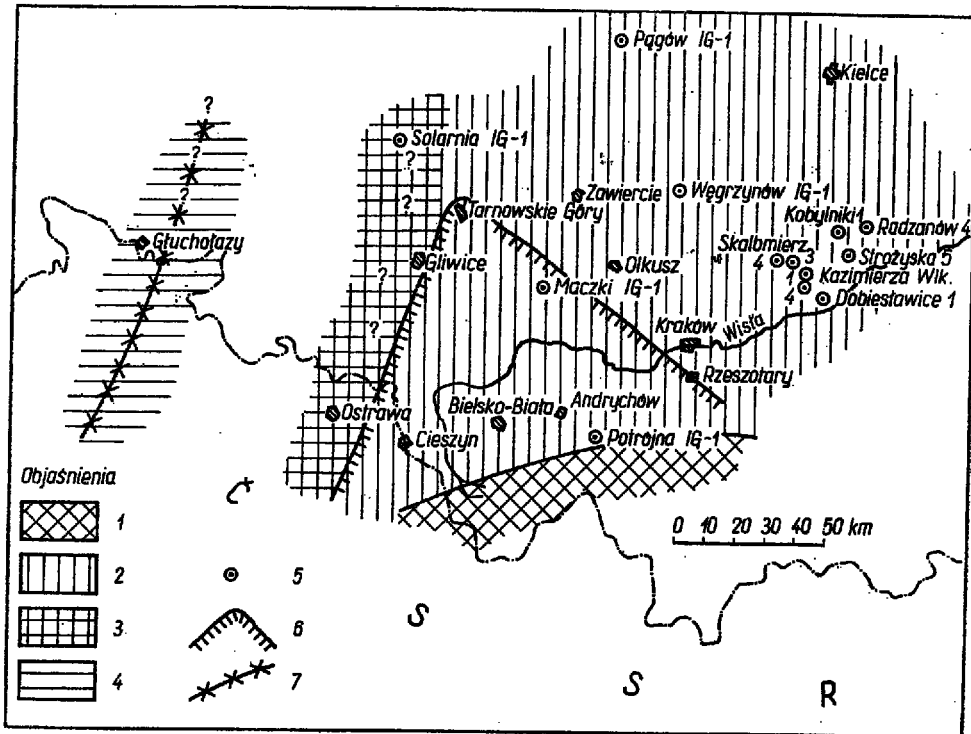 Pągów IG-1
Kielce
?
Solarnia IG-1
?
?
?
Zawiercie
Węgrzynów IG-1
?
Tarnowskie Góry
Kobylniki 1
Radzanów 4
Głuchołazy
Skalbmierz
4 3
Strożyska 5
Gliwice
Olkusz
1 Kazimierza Wlk.
4
?
Maczki IG-1
Dobiesławice 1
?
Kraków
Wisła
Rzeszotary
Ostrawa
Bielsko-Biała
Andrychów
Cieszyn
Potrójna IG-1
Objaśnienia
C
1
0 10 20 30 40 50 km
2
5
3
6
4
7
S
S
R